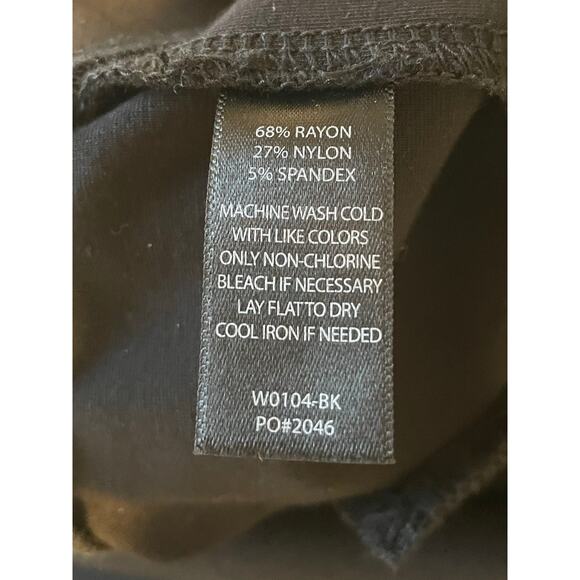 68% RAYON
27% NYLON
5% SPANDEX
MACHINE WASH COLD
WITH LIKE COLORS
ONLY NON-CHLORINE
BLEACH IF NECESSARY
LAY FLAT TO DRY
COOL IRON IF NEEDED
W0104-BK
PO#2046